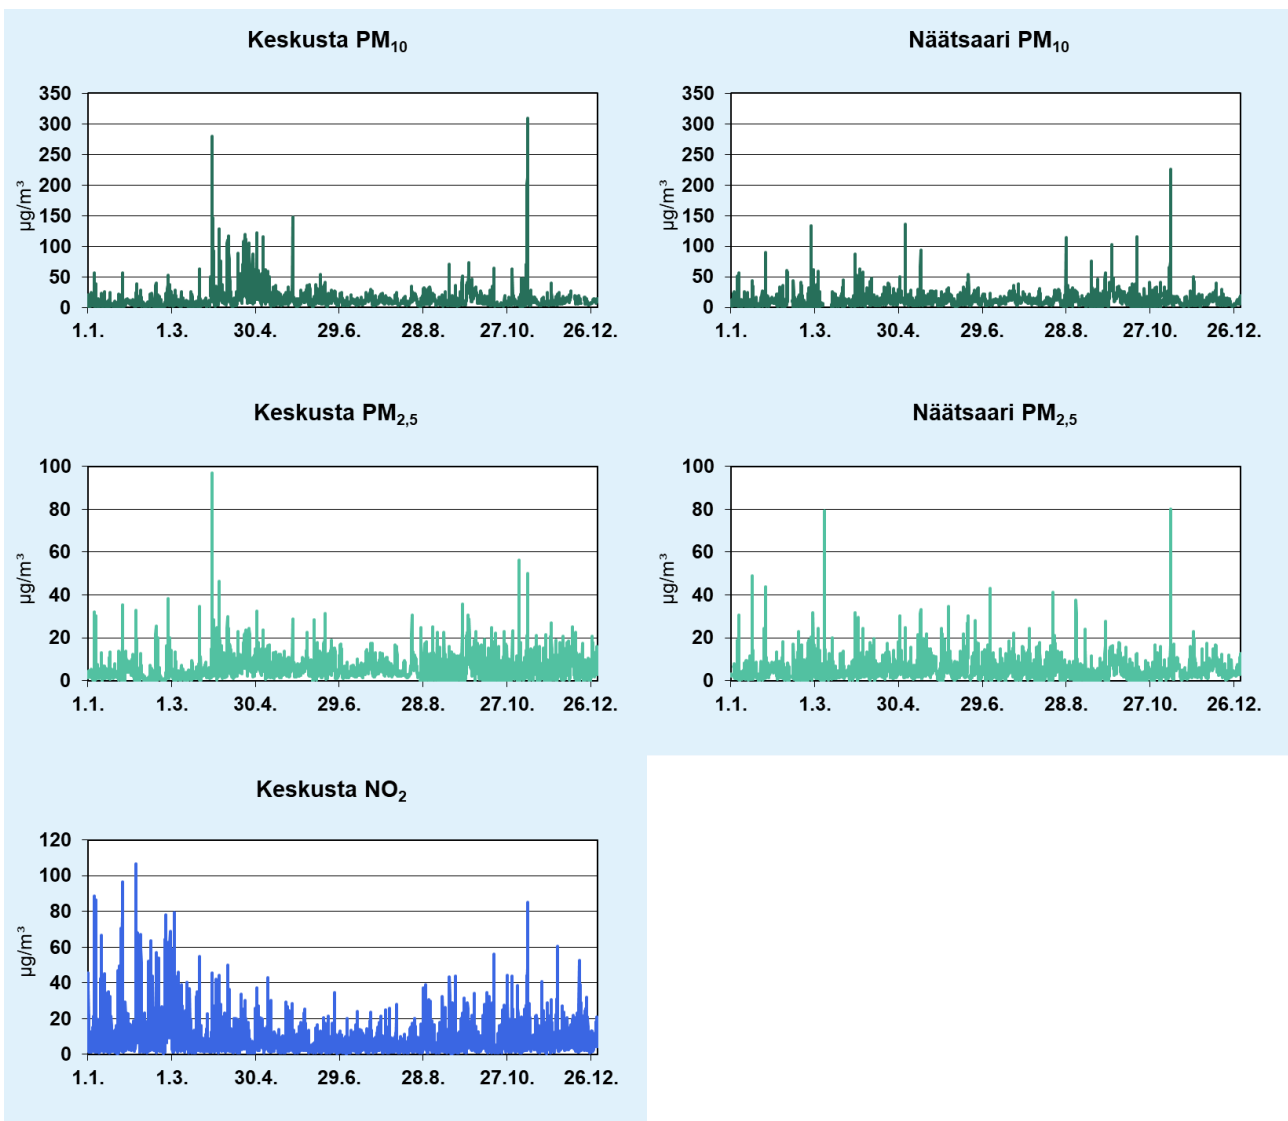 Keskusta PM₁₀
350
300
250
200
150
100
50
0
µg/m³
1.1. 1.3. 30.4. 29.6. 28.8. 27.10. 26.12.
Näätsaari PM₁₀
350
300
250
200
150
100
50
0
µg/m³
1.1. 1.3. 30.4. 29.6. 28.8. 27.10. 26.12.
Keskusta PM₂,₅
100
80
60
40
20
0
µg/m³
1.1. 1.3. 30.4. 29.6. 28.8. 27.10. 26.12.
Näätsaari PM₂,₅
100
80
60
40
20
0
µg/m³
1.1. 1.3. 30.4. 29.6. 28.8. 27.10. 26.12.
Keskusta NO₂
120
100
80
60
40
20
0
µg/m³
1.1. 1.3. 30.4. 29.6. 28.8. 27.10. 26.12.